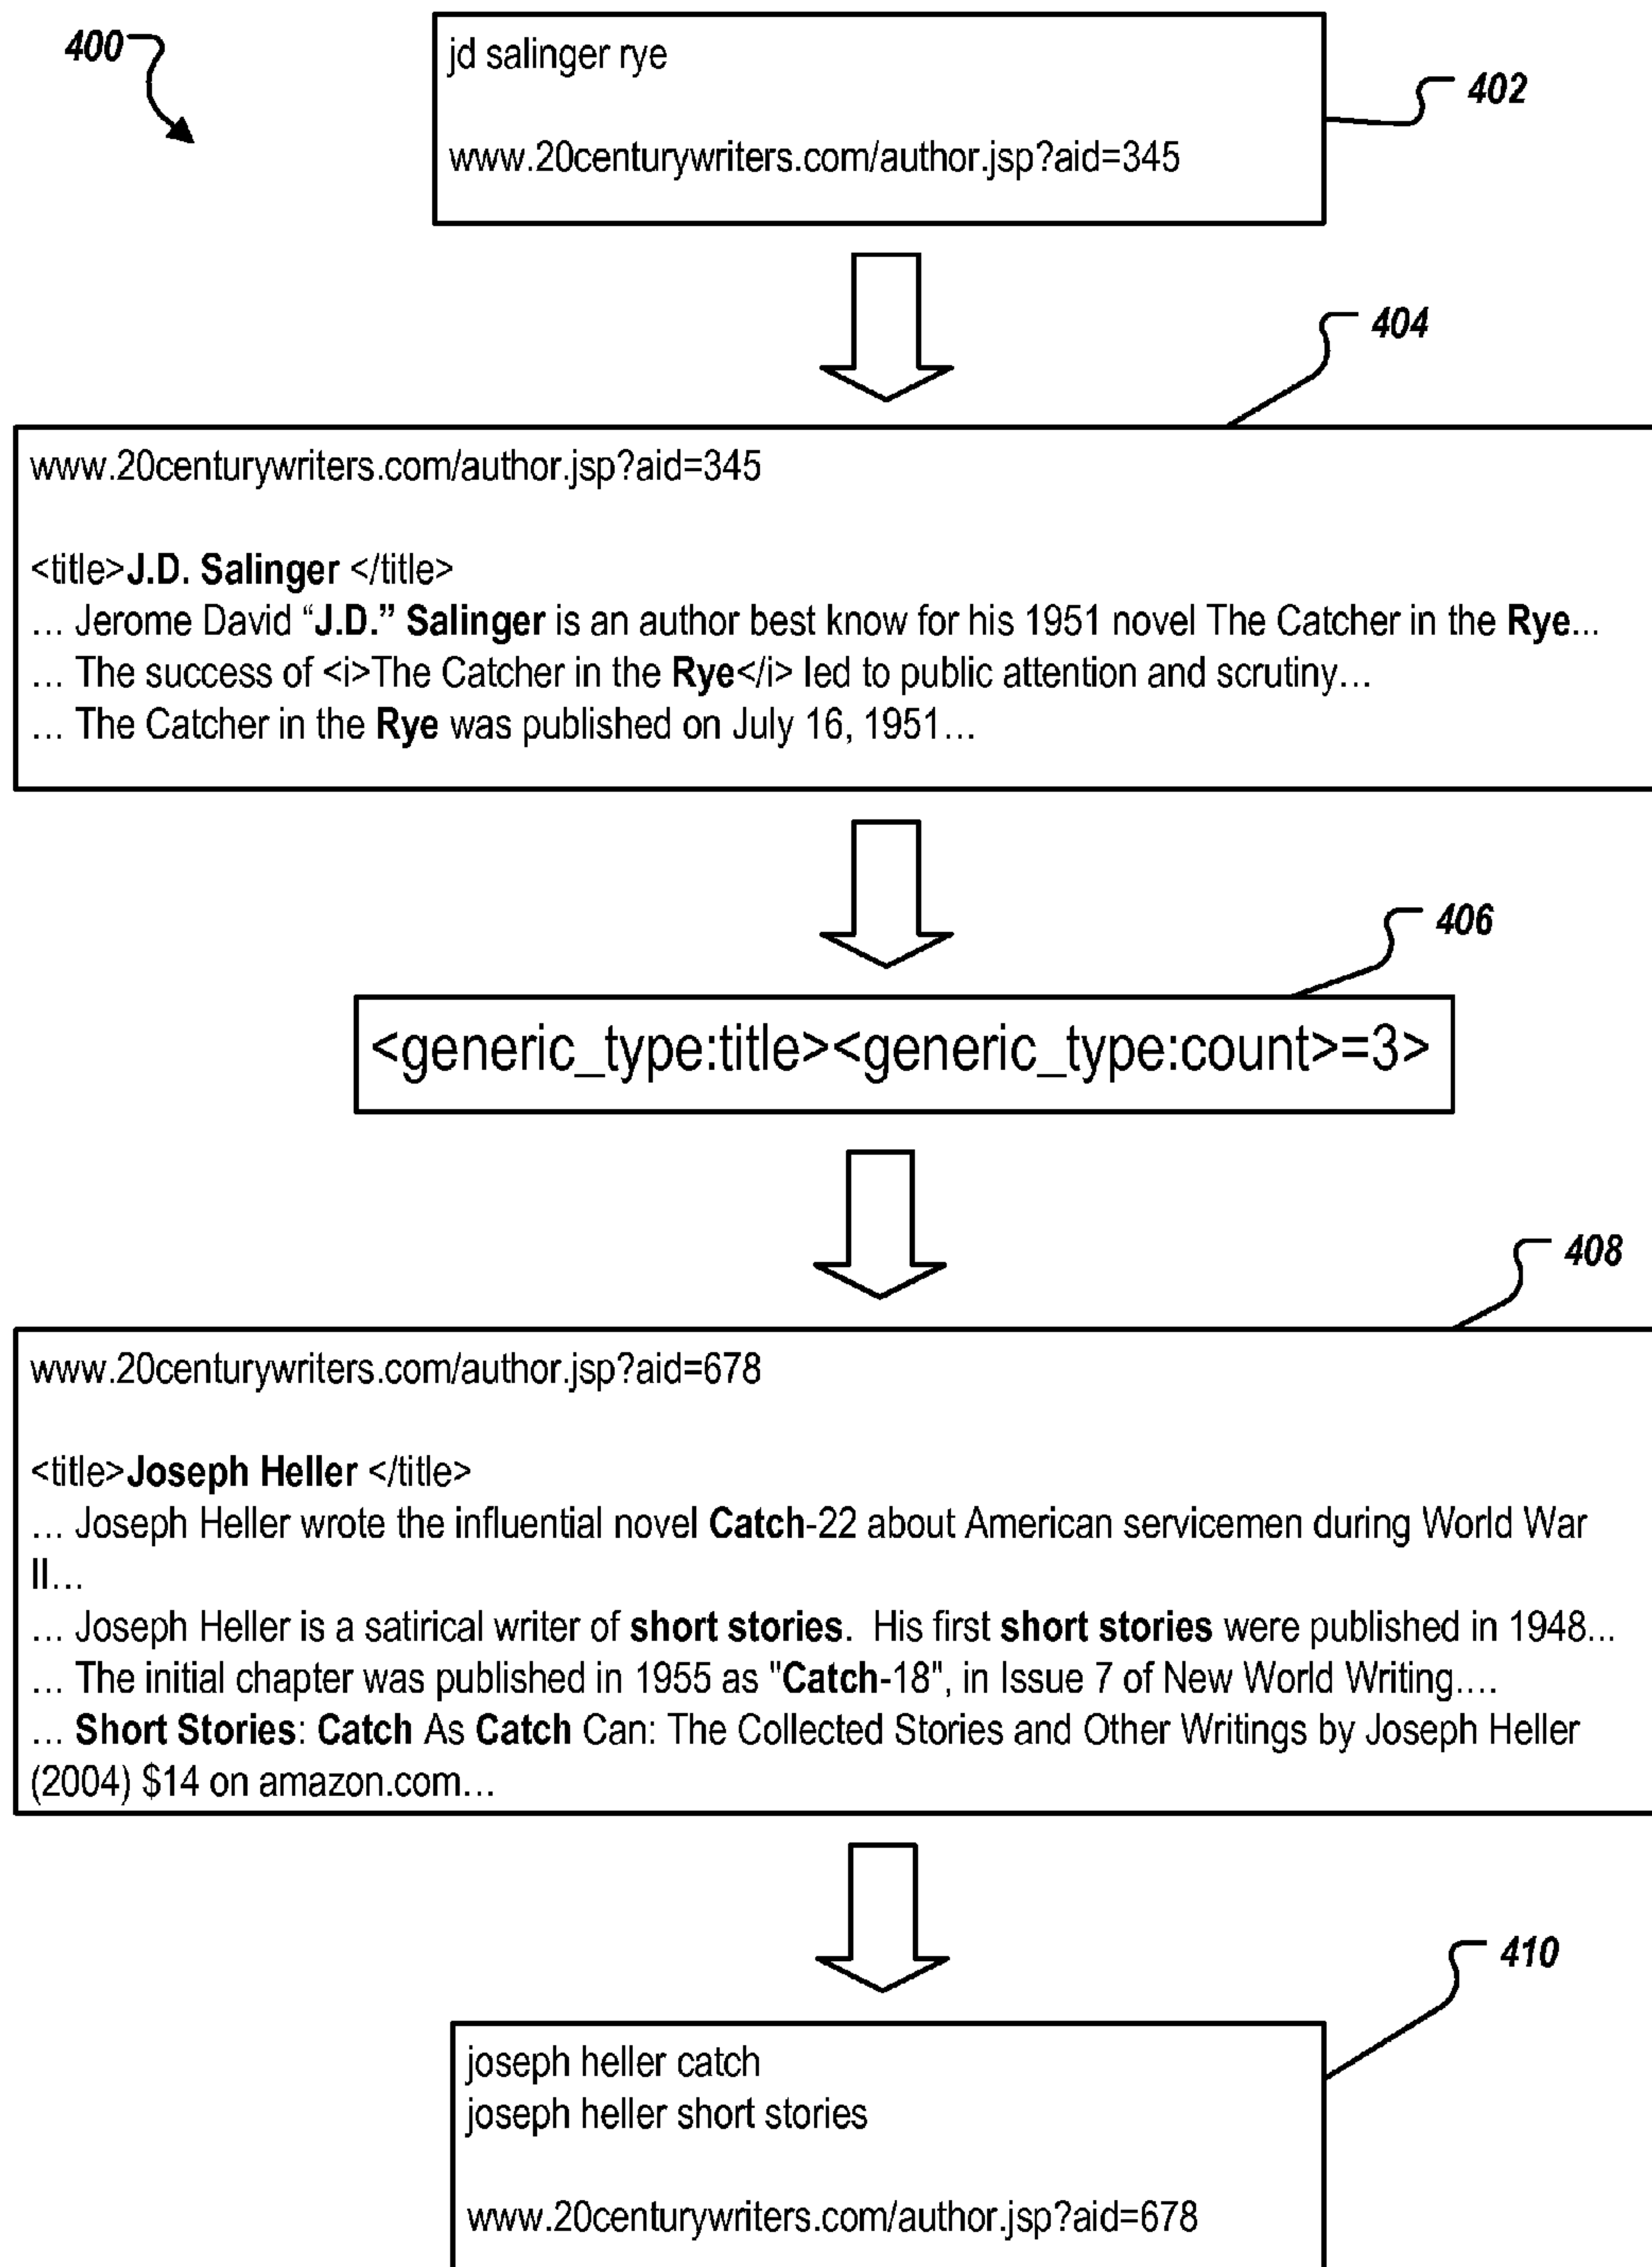 400
jd salinger rye
402
www.20centurywriters.com/author.jsp?aid=345
404
www.20centurywriters.com/author.jsp?aid=345
<title>J.D. Salinger </title>
... Jerome David “J.D.” Salinger is an author best know for his 1951 novel The Catcher in the Rye...
... The success of <i>The Catcher in the Rye</i> led to public attention and scrutiny...
... The Catcher in the Rye was published on July 16, 1951...
406
<generic_type:title><generic_type:count>=3>
408
www.20centurywriters.com/author.jsp?aid=678
<title>Joseph Heller </title>
... Joseph Heller wrote the influential novel Catch-22 about American servicemen during World War
II...
... Joseph Heller is a satirical writer of short stories.  His first short stories were published in 1948...
... The initial chapter was published in 1955 as "Catch-18", in Issue 7 of New World Writing....
... Short Stories: Catch As Catch Can: The Collected Stories and Other Writings by Joseph Heller
(2004) $14 on amazon.com...
410
joseph heller catch
joseph heller short stories
www.20centurywriters.com/author.jsp?aid=678